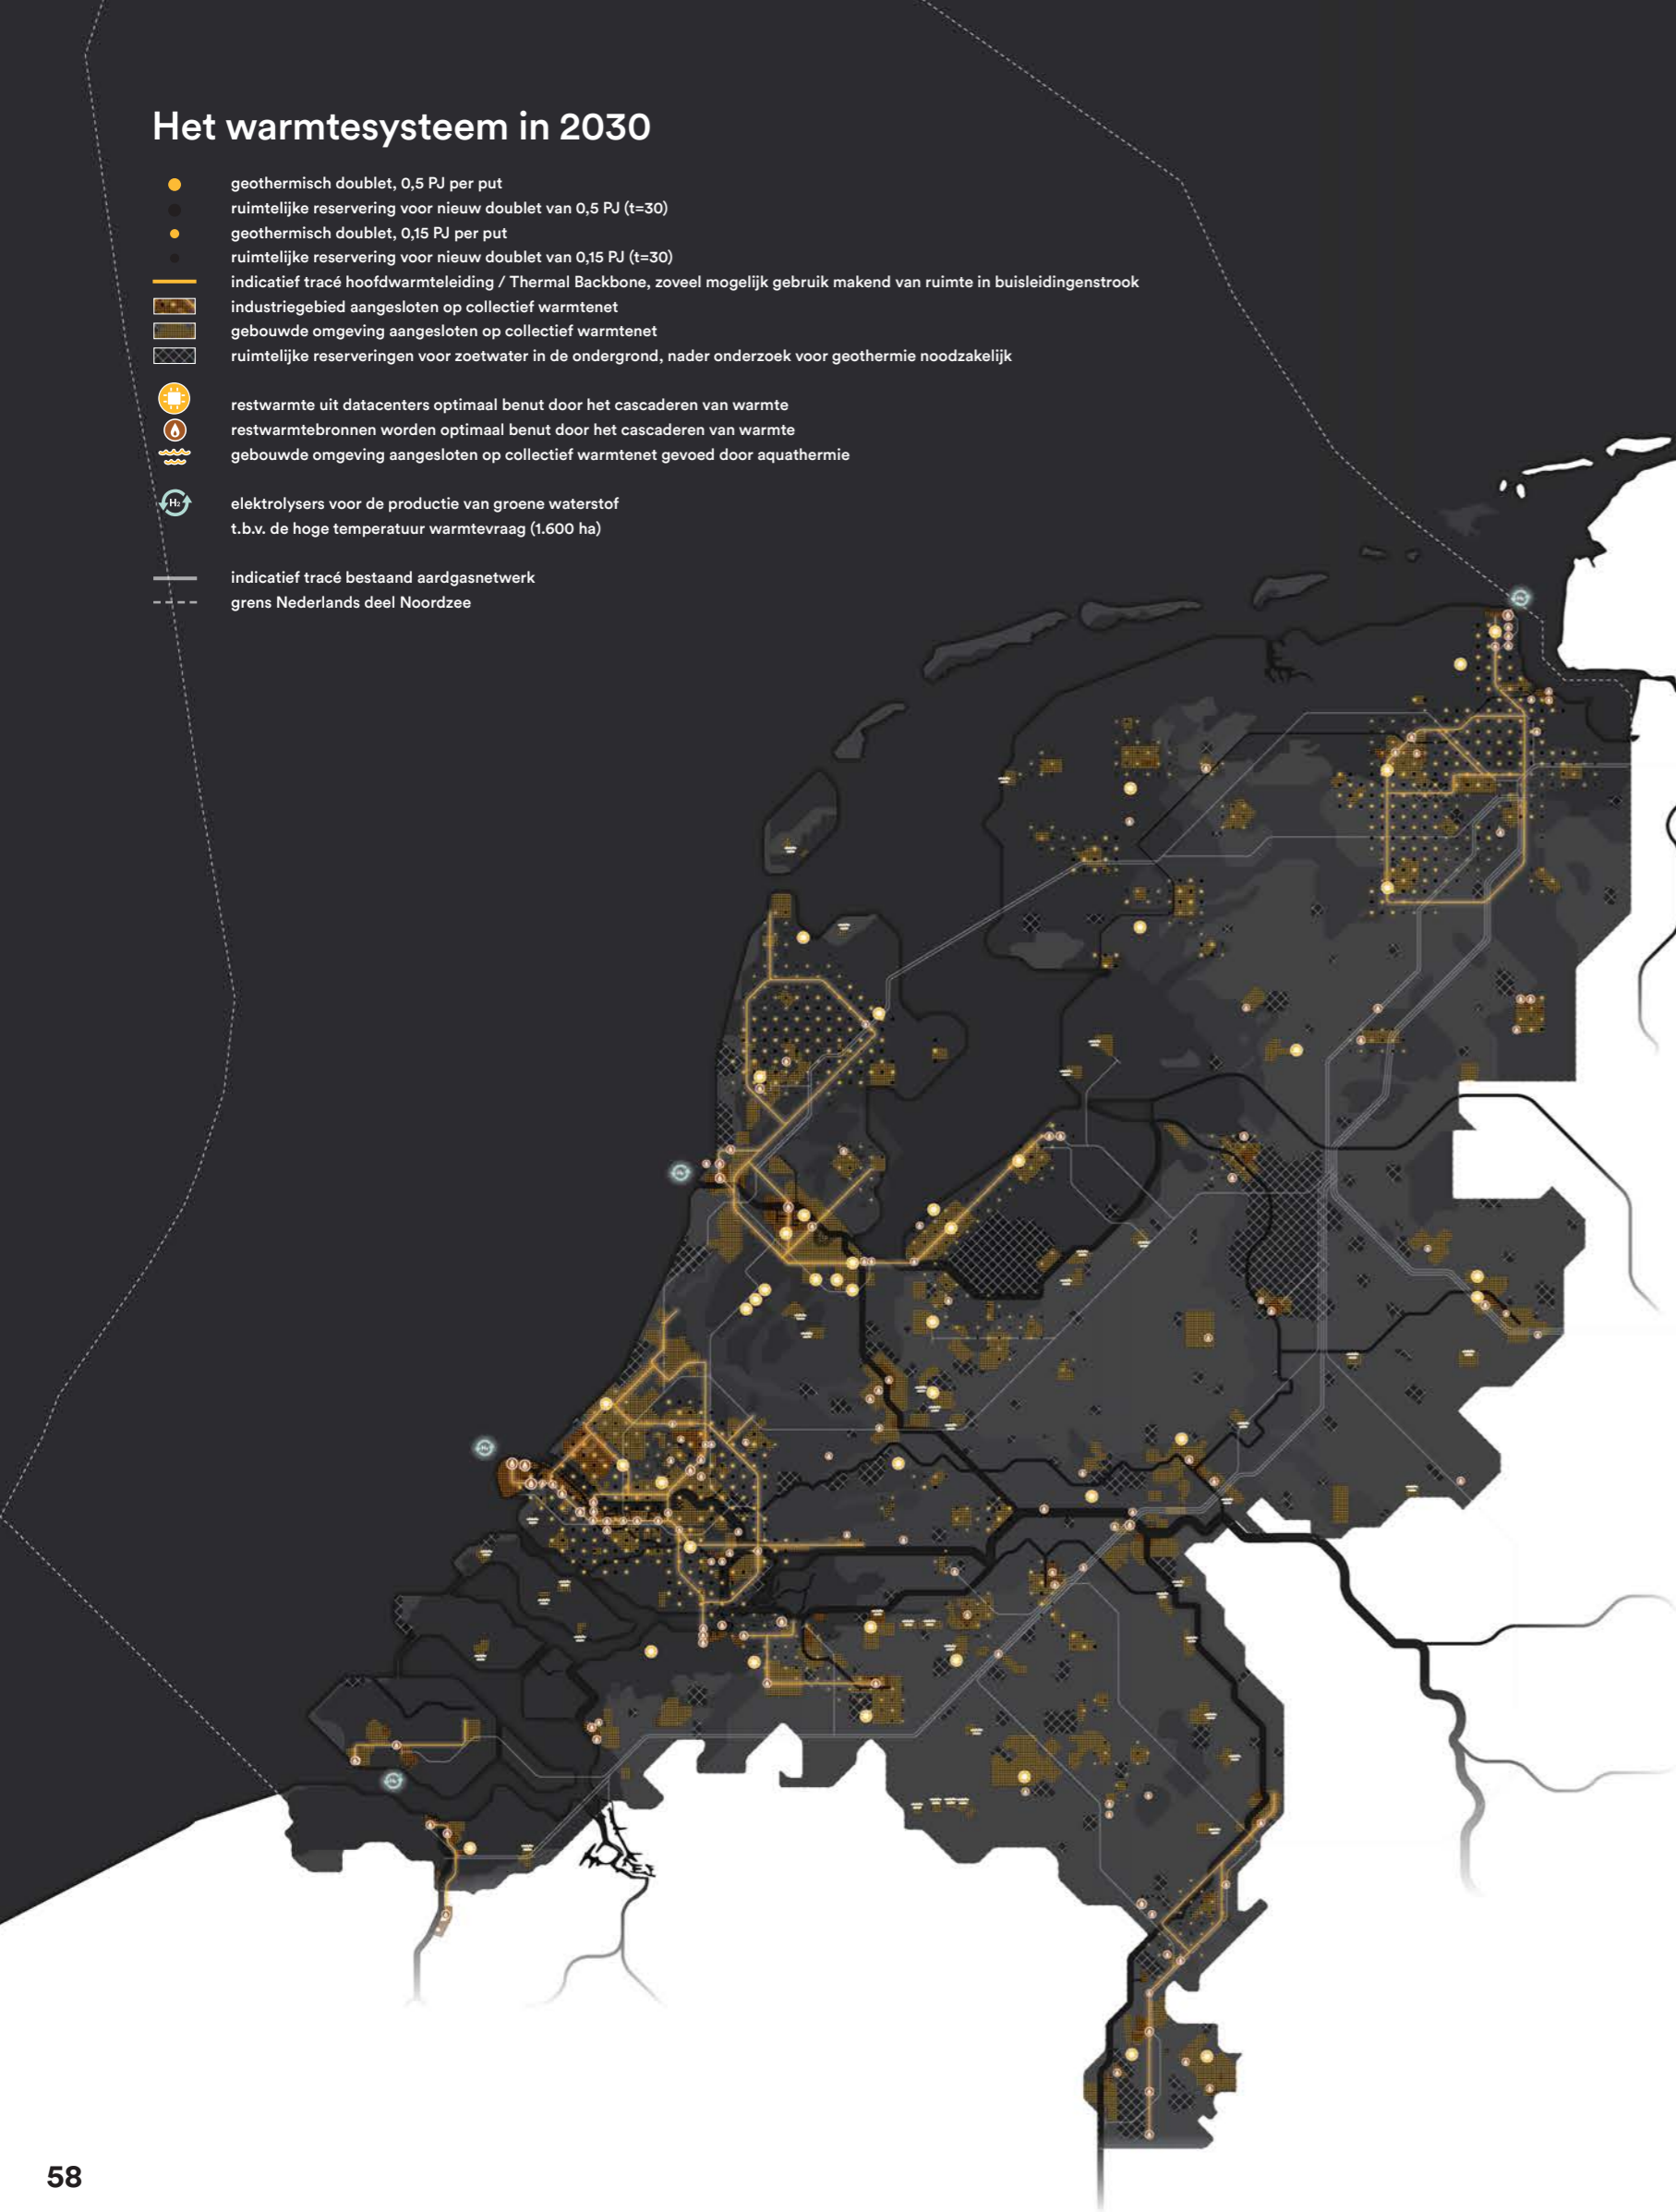 Het warmtesysteem in 2030
geothermisch doublet, 0,5 PJ per put
ruimtelijke reservering voor nieuw doublet van 0,5 PJ (t=30)
geothermisch doublet, 0,15 PJ per put
ruimtelijke reservering voor nieuw doublet van 0,15 PJ (t=30)
indicatief tracé hoofdwarmteleiding / Thermal Backbone, zoveel mogelijk gebruik makend van ruimte in buisleidingenstrook
industriegebied aangesloten op collectief warmtenet
gebouwde omgeving aangesloten op collectief warmtenet
ruimtelijke reserveringen voor zoetwater in de ondergrond, nader onderzoek voor geothermie noodzakelijk
restwarmte uit datacenters optimaal benut door het cascaderen van warmte
restwarmtebronnen worden optimaal benut door het cascaderen van warmte
gebouwde omgeving aangesloten op collectief warmtenet gevoed door aquathermie
H₂ elektrolysers voor de productie van groene waterstof
t.b.v. de hoge temperatuur warmtevraag (1.600 ha)
indicatief tracé bestaand aardgasnetwerk
grens Nederlands deel Noordzee
58